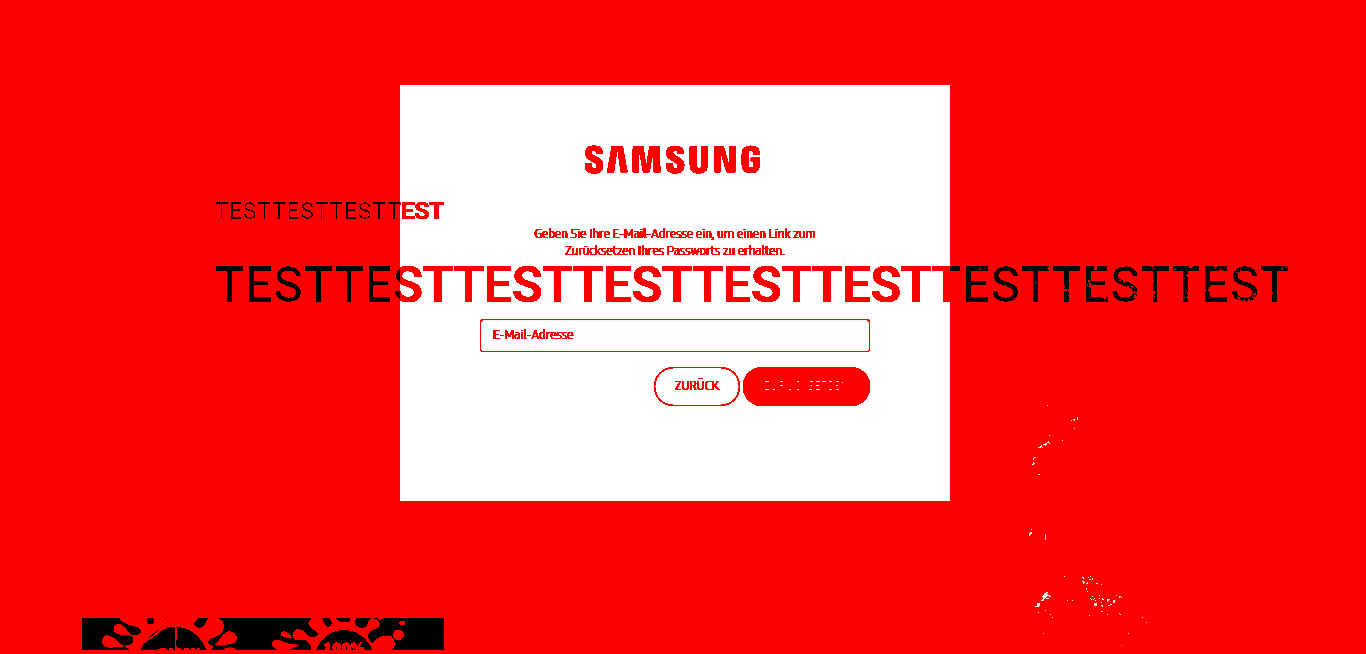 SAMSUNG
TESTTESTTESTTEST
Geben Sie Ihre E-Mail-Adresse ein, um einen Link zum
Zurücksetzen Ihres Passworts zu erhalten.
TESTTESTTESTTESTTESTTESTTESTTESTTEST
E-Mail-Adresse
ZURÜCK
100%